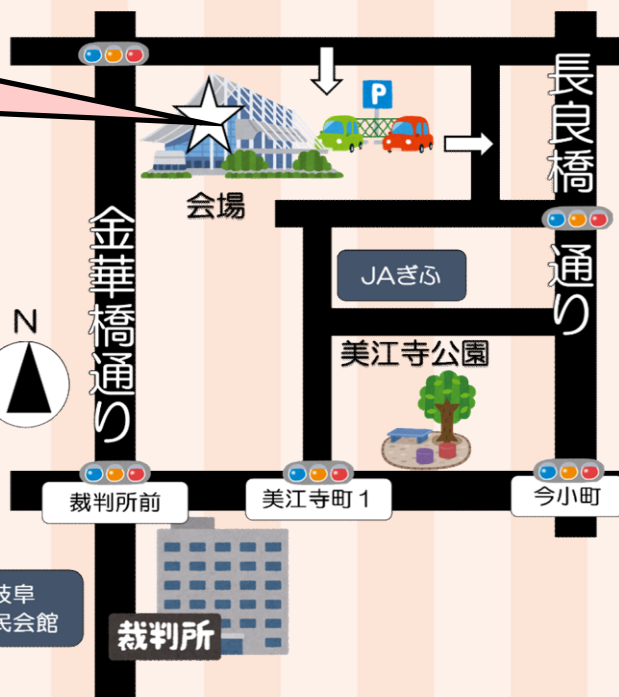 P
会場
長良橋通り
金華橋通り
JAぎふ
N
美江寺公園
裁判所前
美江寺町1
今小町
岐阜
民会館
裁判所